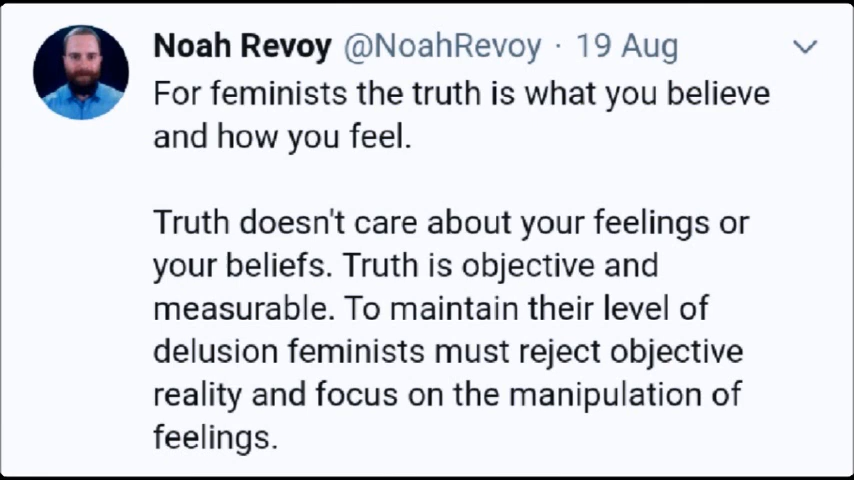 Noah Revoy @NoahRevoy · 19 Aug
For feminists the truth is what you believe
and how you feel.
Truth doesn't care about your feelings or
your beliefs. Truth is objective and
measurable. To maintain their level of
delusion feminists must reject objective
reality and focus on the manipulation of
feelings.